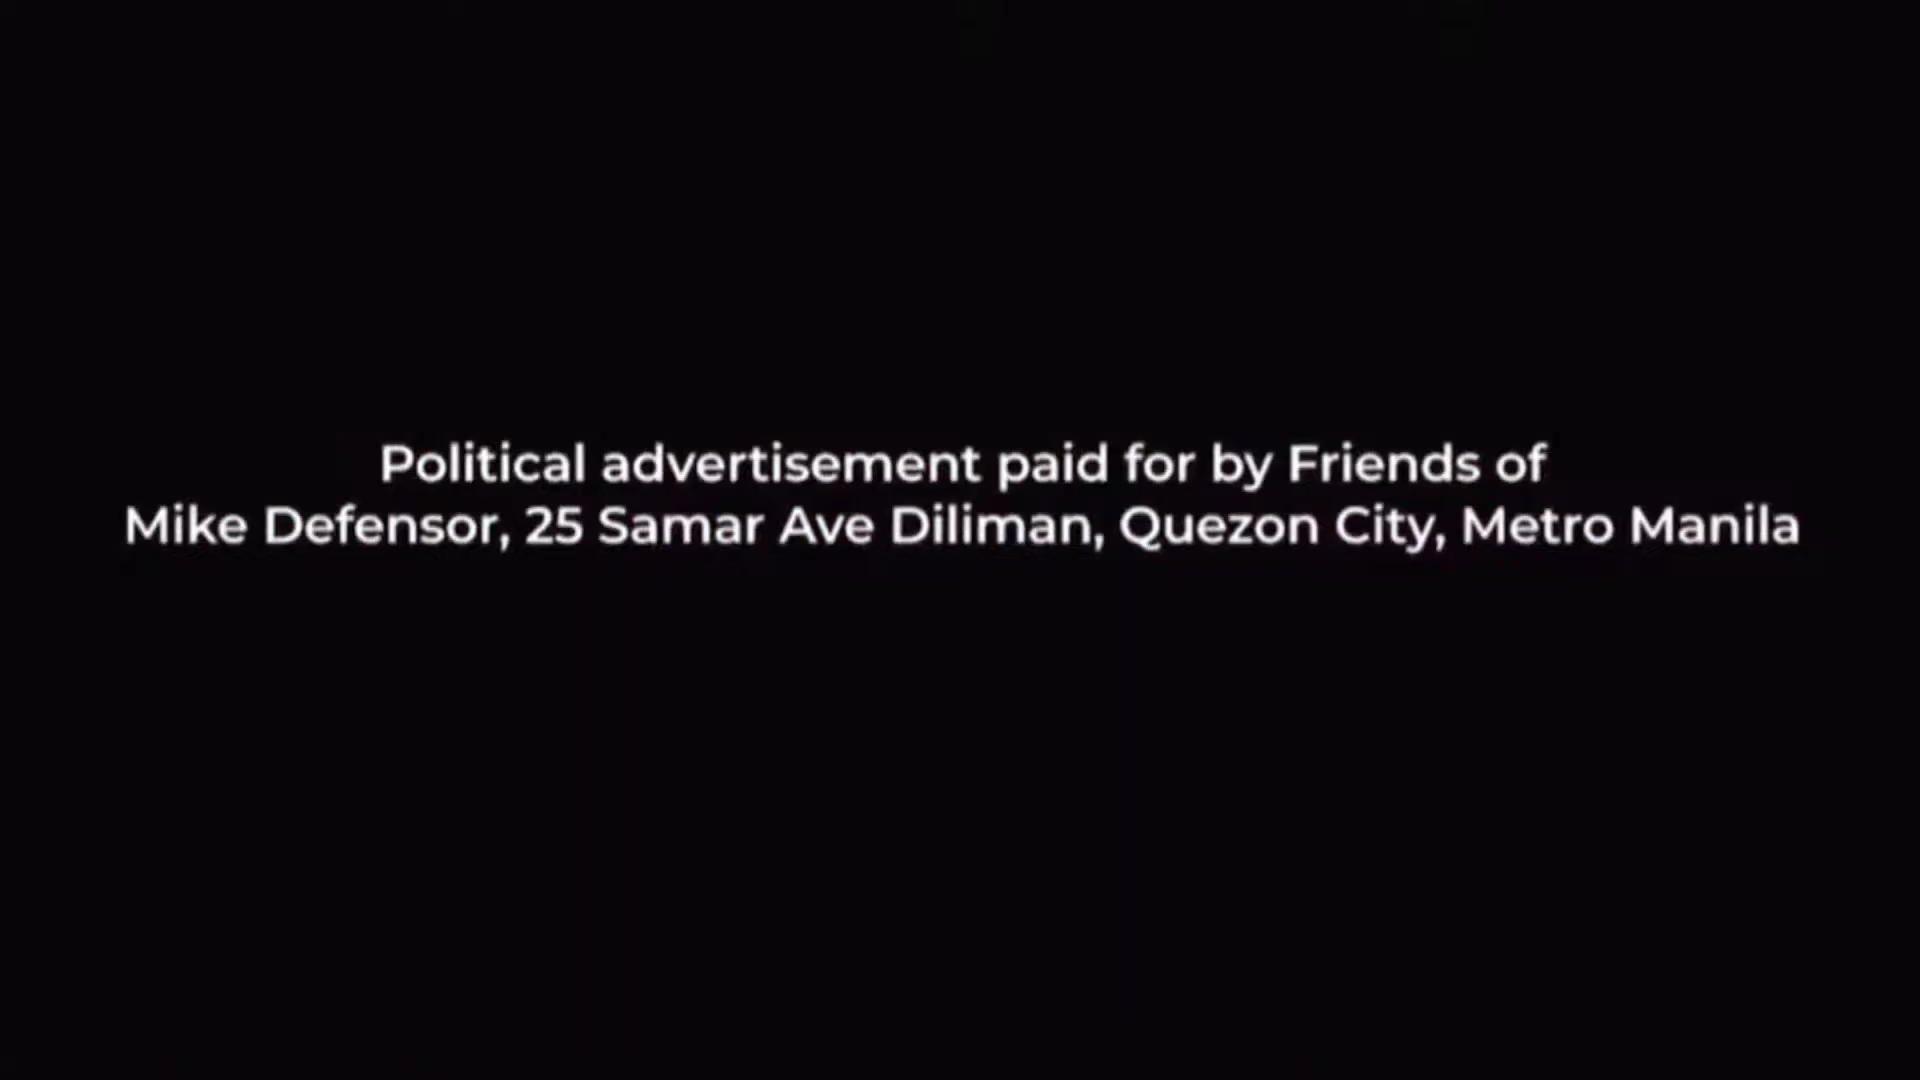 Political advertisement paid for by Friends of
Mike Defensor, 25 Samar Ave Diliman, Quezon City, Metro Manila